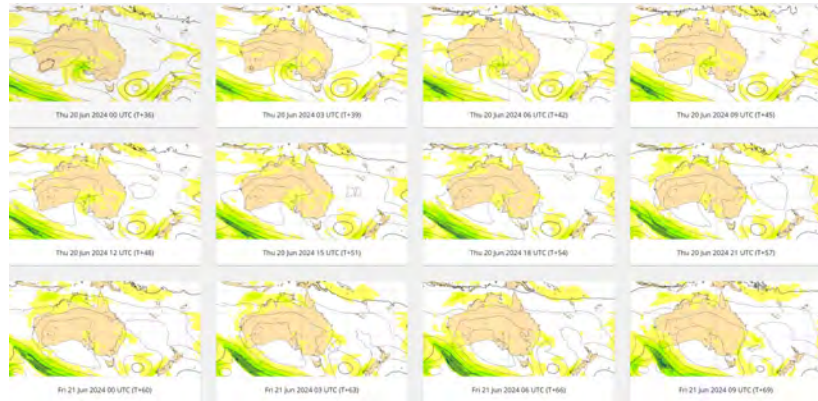 Thu 20 Jun 2024 00 UTC (T+36)
Thu 20 Jun 2024 03 UTC (T+39)
Thu 20 Jun 2024 06 UTC (T+42)
Thu 20 Jun 2024 09 UTC (T+45)
Thu 20 Jun 2024 12 UTC (T+48)
Thu 20 Jun 2024 15 UTC (T+51)
Thu 20 Jun 2024 18 UTC (T+54)
Thu 20 Jun 2024 21 UTC (T+57)
Fri 21 Jun 2024 00 UTC (T+60)
Fri 21 Jun 2024 03 UTC (T+63)
Fri 21 Jun 2024 06 UTC (T+66)
Fri 21 Jun 2024 09 UTC (T+69)